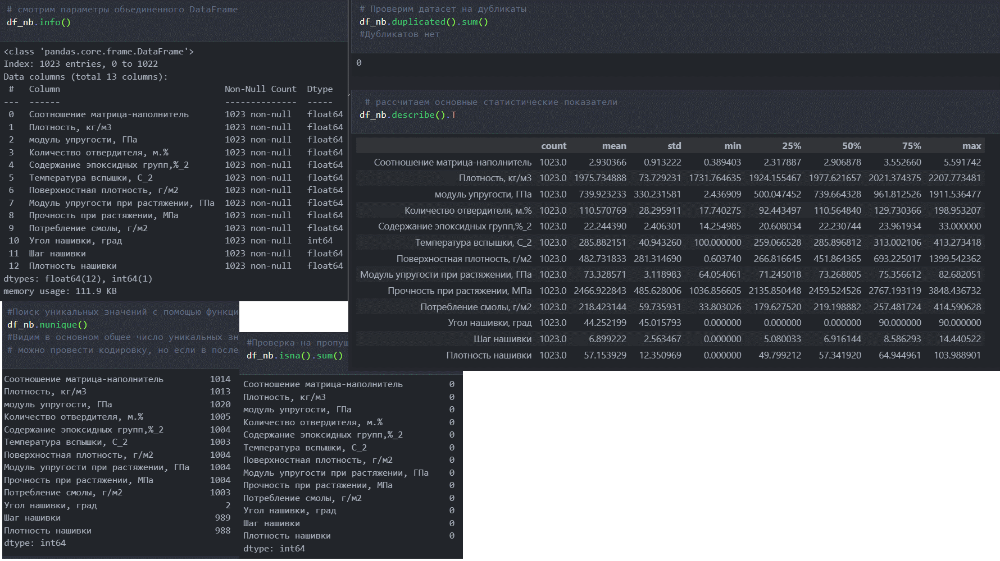 # смотрим параметры обьединенного DataFrame
df_nb.info()
<class 'pandas.core.frame.DataFrame'>
Index: 1023 entries, 0 to 1022
Data columns (total 13 columns):
#   Column   Non-Null Count   Dtype
---   ------   --------------   -----
0   Соотношение матрица-наполнитель   1023 non-null   float64
1   Плотность, кг/м3   1023 non-null   float64
2   модуль упругости, ГПа   1023 non-null   float64
3   Количество отвердителя, м.%   1023 non-null   float64
4   Содержание эпоксидных групп,%_2   1023 non-null   float64
5   Температура вспышки, С_2   1023 non-null   float64
6   Поверхностная плотность, г/м2   1023 non-null   float64
7   Модуль упругости при растяжении, ГПа   1023 non-null   float64
8   Прочность при растяжении, МПа   1023 non-null   float64
9   Потребление смолы, г/м2   1023 non-null   float64
10   Угол нашивки, град   1023 non-null   int64
11   Шаг нашивки   1023 non-null   float64
12   Плотность нашивки   1023 non-null   float64
dtypes: float64(12), int64(1)
memory usage: 111.9 KB
# Проверим датасет на дубликаты
df_nb.duplicated().sum()
#Дубликатов нет
0
# рассчитаем основные статистические показатели
df_nb.describe().T
count mean std min 25% 50% 75% max
Соотношение матрица-наполнитель 1023.0 2.930366 0.913222 0.389403 2.317887 2.906878 3.552660 5.591742
Плотность, кг/м3 1023.0 1975.734888 73.729231 1731.764635 1924.155467 1977.621657 2021.374375 2207.773481
модуль упругости, ГПа 1023.0 739.923233 330.231581 2.436909 500.047452 739.664328 961.812526 1911.536477
Количество отвердителя, м.% 1023.0 110.570769 28.295911 17.740275 92.443497 110.564840 129.730366 198.953207
Содержание эпоксидных групп,%_2 1023.0 22.244390 2.406301 14.254985 20.608034 22.230744 23.961934 33.000000
Температура вспышки, С_2 1023.0 285.882151 40.943260 100.000000 259.066528 285.896812 313.002106 413.273418
Поверхностная плотность, г/м2 1023.0 482.731833 281.314690 0.603740 266.816645 451.864365 693.225017 1399.542362
Модуль упругости при растяжении, ГПа 1023.0 73.328571 3.118983 64.054061 71.245018 73.268805 75.356612 82.682051
Прочность при растяжении, МПа 1023.0 2466.922843 485.628006 1036.856605 2135.850448 2459.524526 2767.193119 3848.436732
Потребление смолы, г/м2 1023.0 218.423144 59.735931 33.803026 179.627520 219.198882 257.481724 414.590628
Угол нашивки, град 1023.0 44.252199 45.015793 0.000000 0.000000 0.000000 90.000000 90.000000
Шаг нашивки 1023.0 6.899222 2.563467 0.000000 5.080033 6.916144 8.586293 14.440522
Плотность нашивки 1023.0 57.153929 12.350969 0.000000 49.799212 57.341920 64.944961 103.988901
#Поиск уникальных значений с помощью функци
df_nb.nunique()
#Видим в основном общее число уникальных зн
# можно провести кодировку, но если в послед
Соотношение матрица-наполнитель 1014
Плотность, кг/м3 1013
модуль упругости, ГПа 1020
Количество отвердителя, м.% 1005
Содержание эпоксидных групп,%_2 1004
Температура вспышки, С_2 1003
Поверхностная плотность, г/м2 1004
Модуль упругости при растяжении, ГПа 1004
Прочность при растяжении, МПа 1004
Потребление смолы, г/м2 1003
Угол нашивки, град 2
Шаг нашивки 989
Плотность нашивки 988
dtype: int64
#Проверка на пропущ
df_nb.isna().sum()
Соотношение матрица-наполнитель 0
Плотность, кг/м3 0
модуль упругости, ГПа 0
Количество отвердителя, м.% 0
Содержание эпоксидных групп,%_2 0
Температура вспышки, С_2 0
Поверхностная плотность, г/м2 0
Модуль упругости при растяжении, ГПа 0
Прочность при растяжении, МПа 0
Потребление смолы, г/м2 0
Угол нашивки, град 0
Шаг нашивки 0
Плотность нашивки 0
dtype: int64